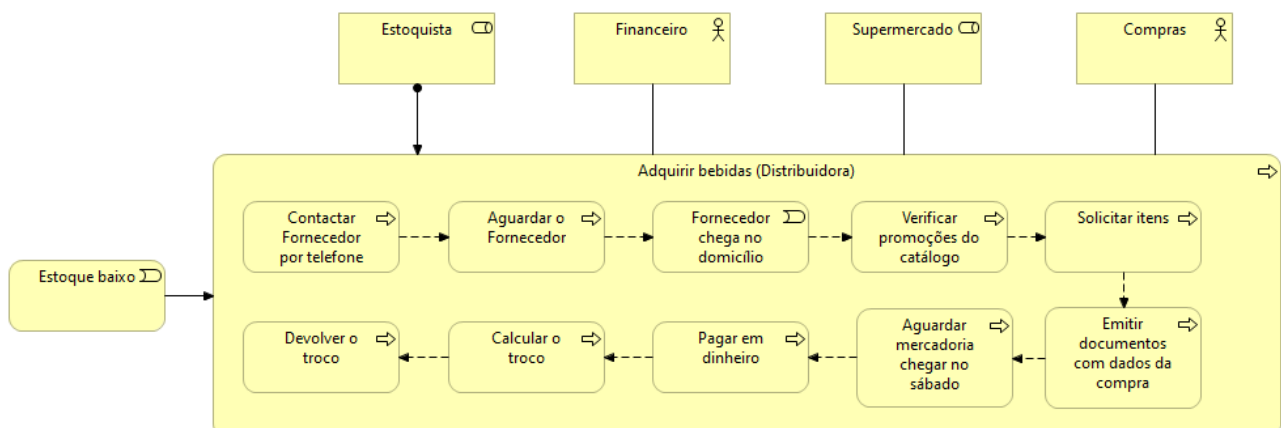 Estoquista
Financeiro
Supermercado
Compras
Adquirir bebidas (Distribuidora)
Contactar
Fornecedor
por telefone
Aguardar o
Fornecedor
Fornecedor
chega no
domicílio
Verificar
promoções do
catálogo
Solicitar itens
Estoque baixo
Devolver o
troco
Calcular o
troco
Pagar em
dinheiro
Aguardar
mercadoria
chegar no
sábado
Emitir
documentos
com dados da
compra